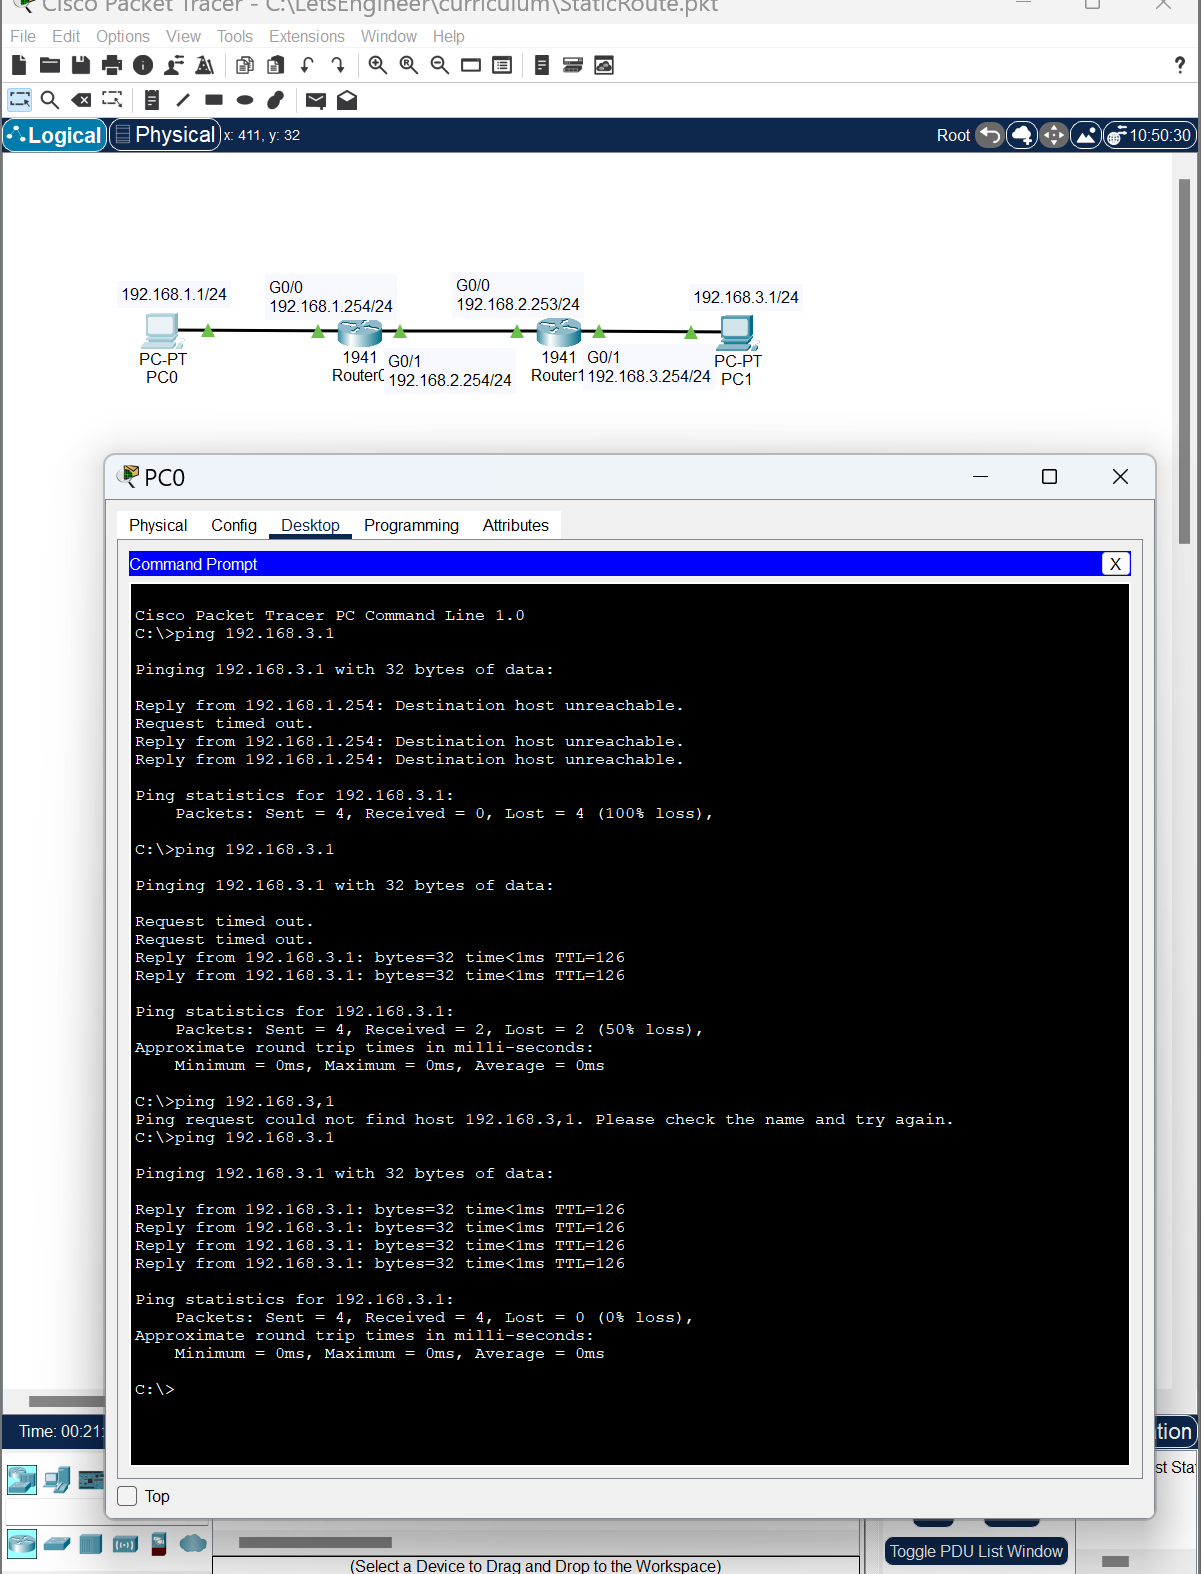 Cisco Packet Tracer - C:\LetsEngineer\curriculum\StaticRoute.pkt
File Edit Options View Tools Extensions Window Help
?
Logical Physical x: 411, y: 32 Root 10:50:30
192.168.1.1/24
G0/0
192.168.1.254/24
G0/0
192.168.2.253/24
192.168.3.1/24
PC-PT
PC0
1941
Router0
G0/1
192.168.2.254/24
1941
Router1
G0/1
192.168.3.254/24
PC-PT
PC1
PC0
Physical Config Desktop Programming Attributes
Command Prompt X
Cisco Packet Tracer PC Command Line 1.0
C:\>ping 192.168.3.1
Pinging 192.168.3.1 with 32 bytes of data:
Reply from 192.168.1.254: Destination host unreachable.
Request timed out.
Reply from 192.168.1.254: Destination host unreachable.
Reply from 192.168.1.254: Destination host unreachable.
Ping statistics for 192.168.3.1:
Packets: Sent = 4, Received = 0, Lost = 4 (100% loss),
C:\>ping 192.168.3.1
Pinging 192.168.3.1 with 32 bytes of data:
Request timed out.
Request timed out.
Reply from 192.168.3.1: bytes=32 time<1ms TTL=126
Reply from 192.168.3.1: bytes=32 time<1ms TTL=126
Ping statistics for 192.168.3.1:
Packets: Sent = 4, Received = 2, Lost = 2 (50% loss),
Approximate round trip times in milli-seconds:
Minimum = 0ms, Maximum = 0ms, Average = 0ms
C:\>ping 192.168.3,1
Ping request could not find host 192.168.3,1. Please check the name and try again.
C:\>ping 192.168.3.1
Pinging 192.168.3.1 with 32 bytes of data:
Reply from 192.168.3.1: bytes=32 time<1ms TTL=126
Reply from 192.168.3.1: bytes=32 time<1ms TTL=126
Reply from 192.168.3.1: bytes=32 time<1ms TTL=126
Reply from 192.168.3.1: bytes=32 time<1ms TTL=126
Ping statistics for 192.168.3.1:
Packets: Sent = 4, Received = 4, Lost = 0 (0% loss),
Approximate round trip times in milli-seconds:
Minimum = 0ms, Maximum = 0ms, Average = 0ms
C:\>
Time: 00:21:
tion
st Sta
Top
Toggle PDU List Window
(Select a Device to Drag and Drop to the Workspace)